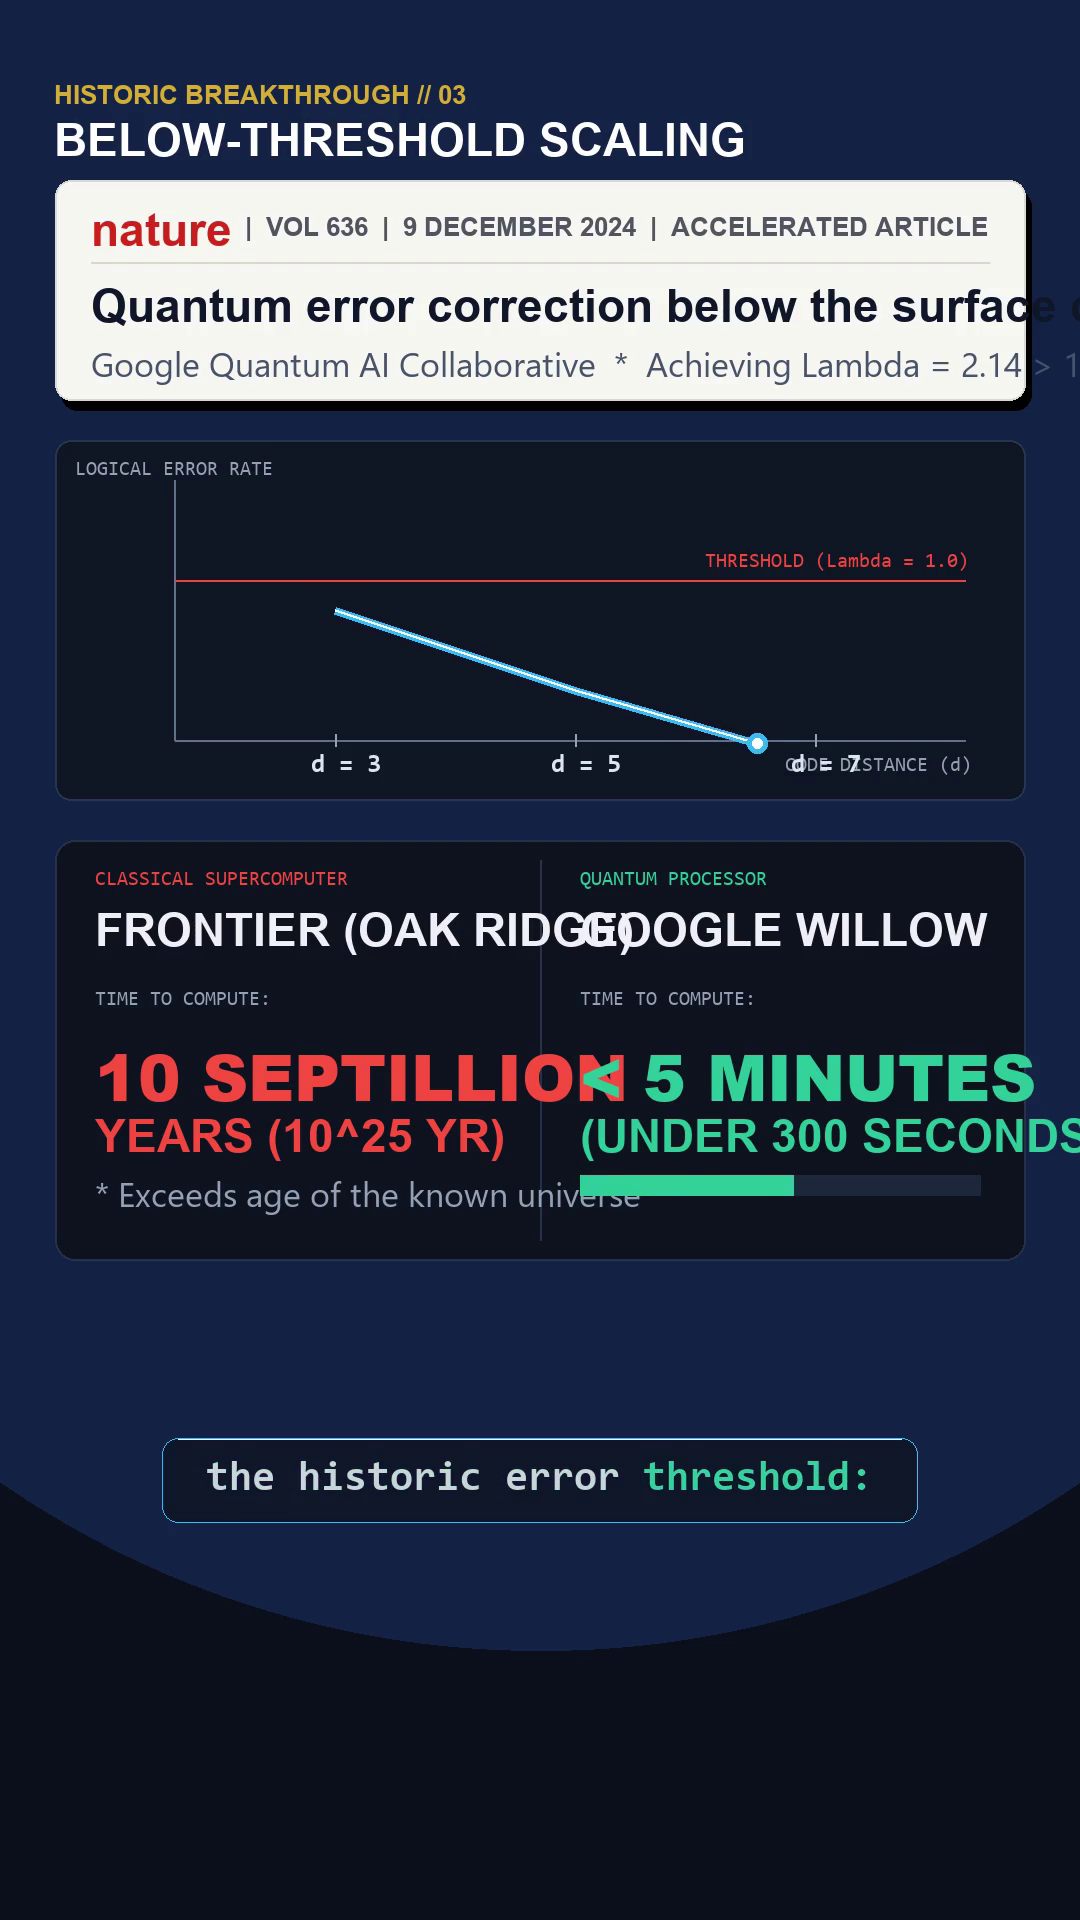 HISTORIC BREAKTHROUGH // 03
BELOW-THRESHOLD SCALING
nature | VOL 636 | 9 DECEMBER 2024 | ACCELERATED ARTICLE
Quantum error correction below the surface
Google Quantum AI Collaborative * Achieving Lambda = 2.14 > 1
LOGICAL ERROR RATE
THRESHOLD (Lambda = 1.0)
d = 3
d = 5
d = 7
CODE DISTANCE (d)
CLASSICAL SUPERCOMPUTER
FRONTIER (OAK RIDGE)
TIME TO COMPUTE:
10 SEPTILLION
YEARS (10^25 YR)
* Exceeds age of the known universe
QUANTUM PROCESSOR
GOOGLE WILLOW
TIME TO COMPUTE:
< 5 MINUTES
(UNDER 300 SECONDS
the historic error threshold: